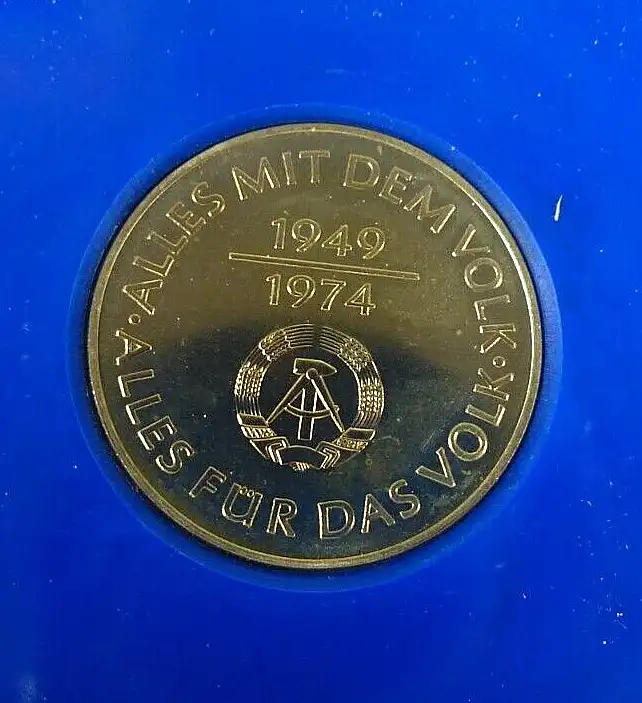 ALLES MIT DEM VOLK ·
ALLES FÜR DAS VOLK ·
1949
1974